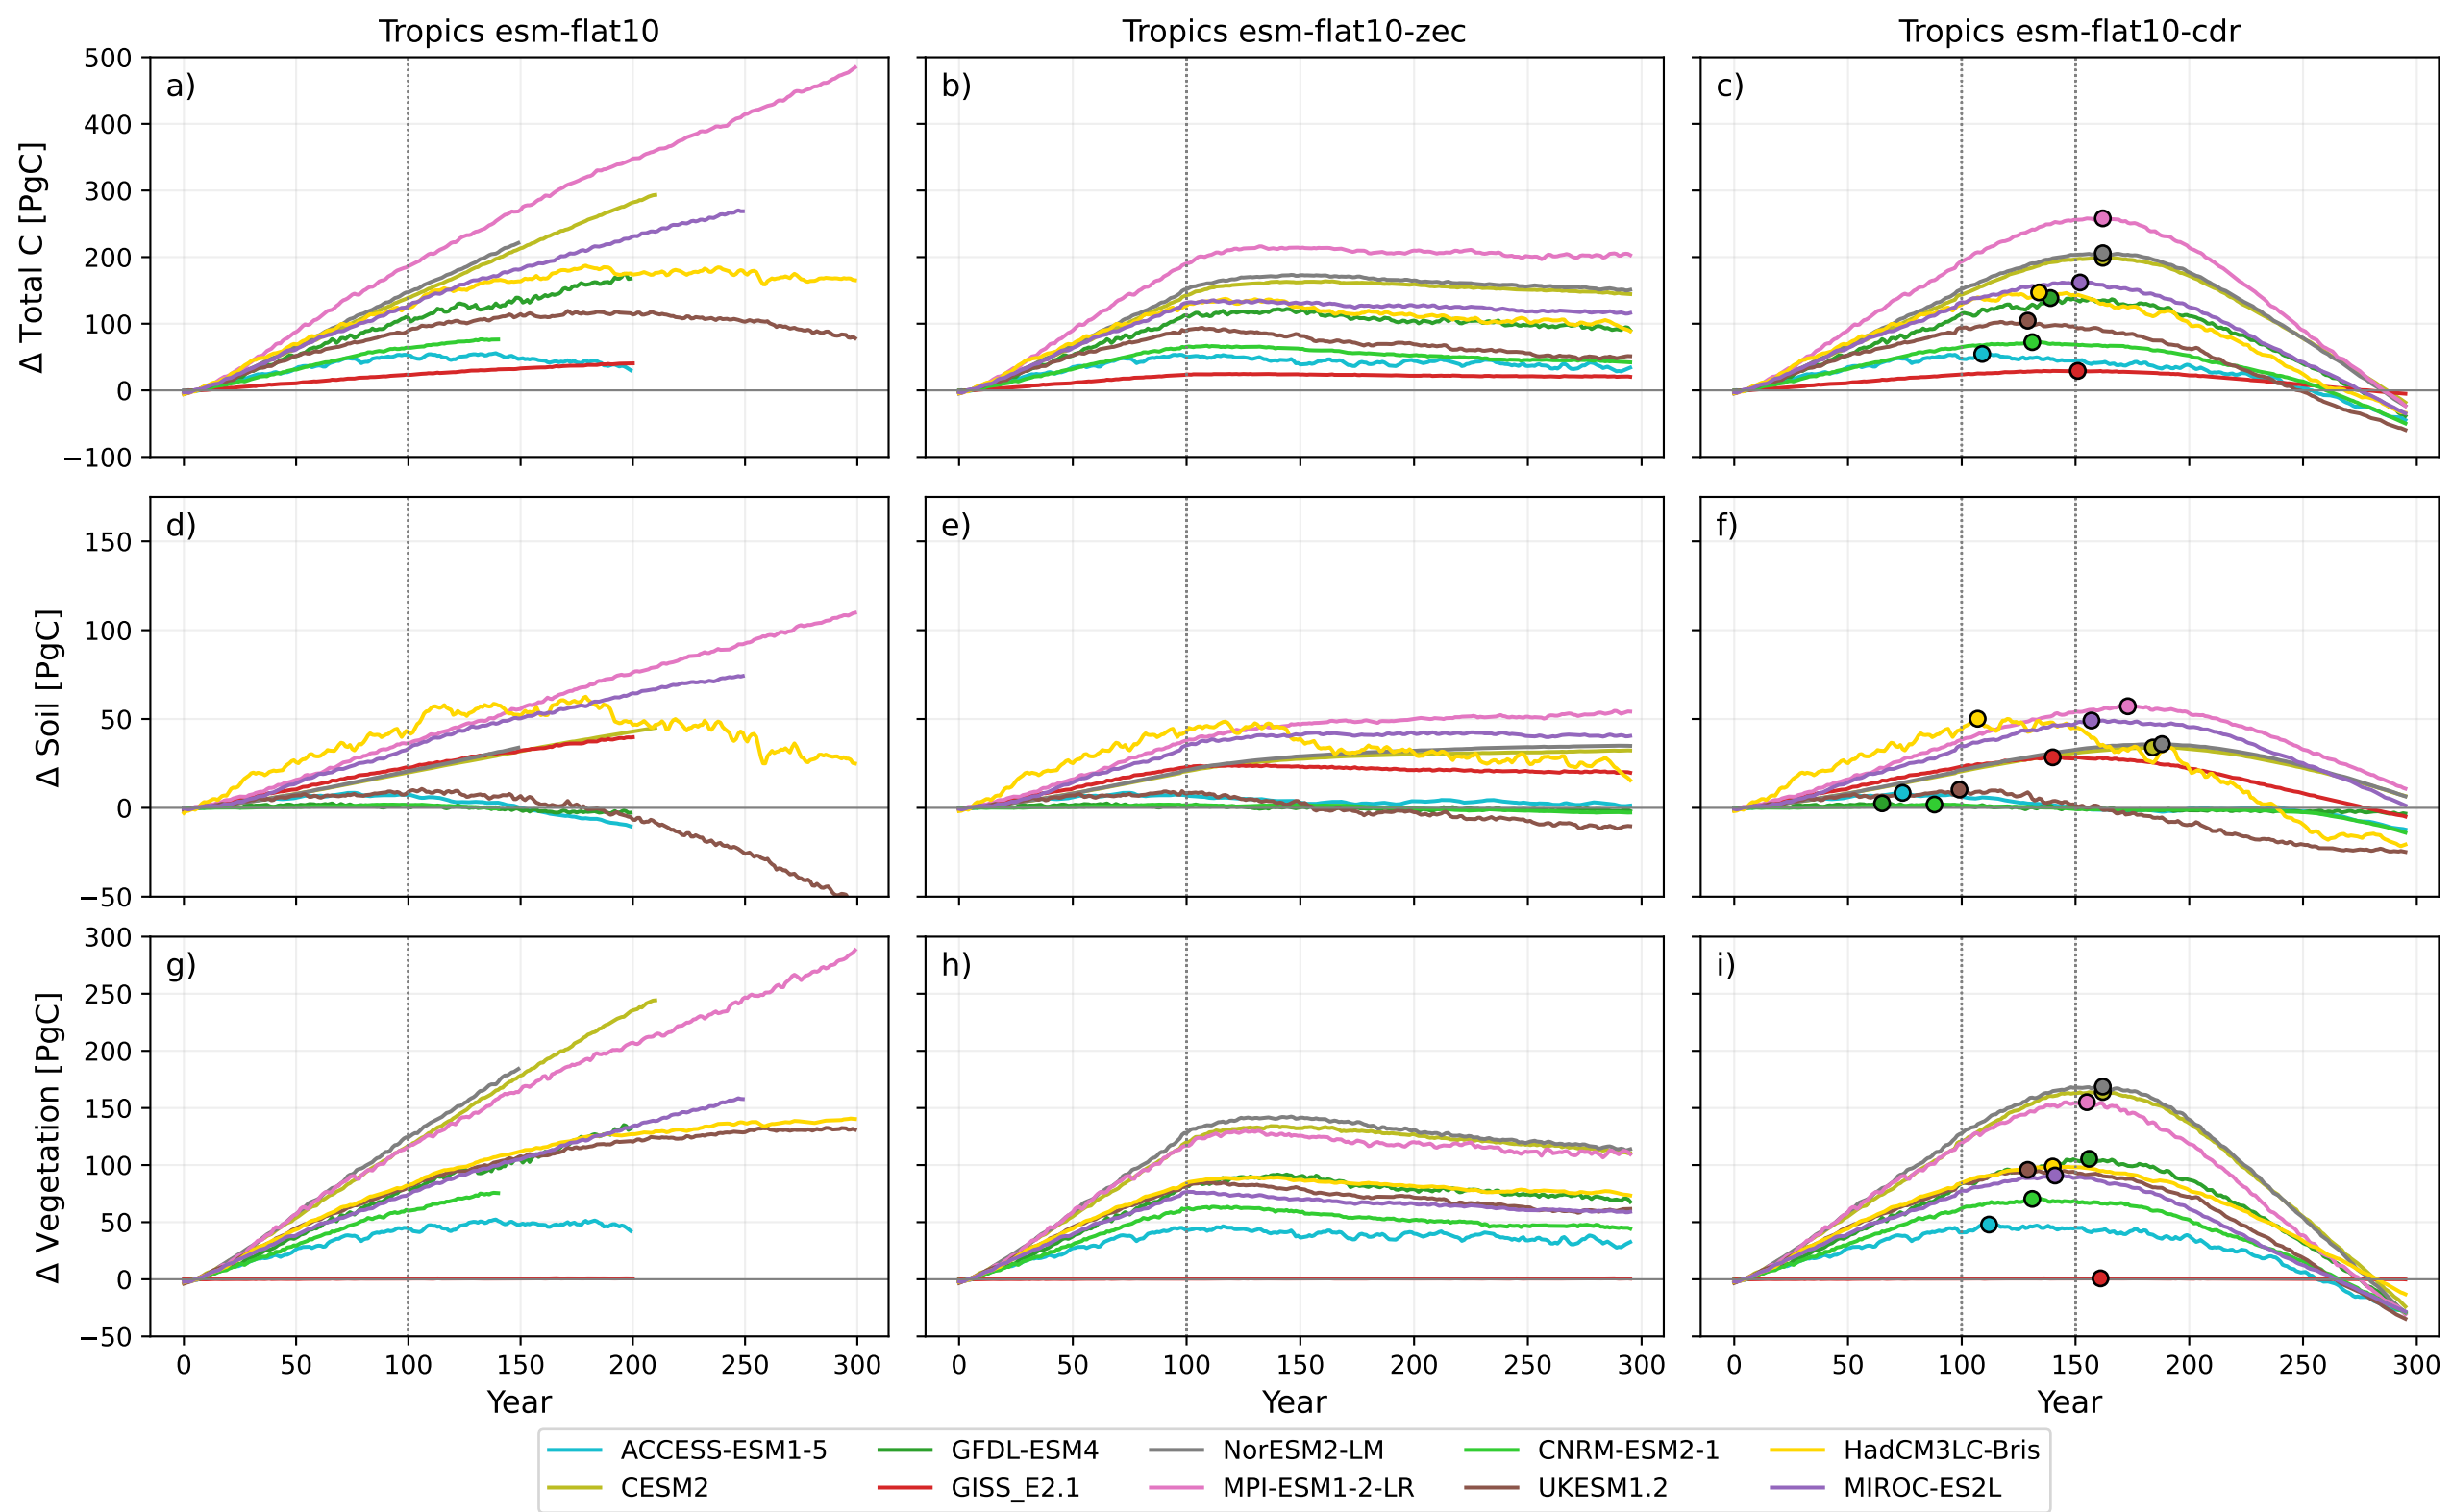 Tropics esm-flat10 Tropics esm-flat10-zec Tropics esm-flat10-cdr
Δ Total C [PgC]
500
400
300
200
100
0
−100
a)
b)
c)
Δ Soil [PgC]
150
100
50
0
−50
d)
e)
f)
Δ Vegetation [PgC]
300
250
200
150
100
50
0
−50
g)
h)
i)
0 50 100 150 200 250 300
0 50 100 150 200 250 300
0 50 100 150 200 250 300
Year Year Year
ACCESS-ESM1-5 GFDL-ESM4 NorESM2-LM CNRM-ESM2-1 HadCM3LC-Bris
CESM2 GISS_E2.1 MPI-ESM1-2-LR UKESM1.2 MIROC-ES2L